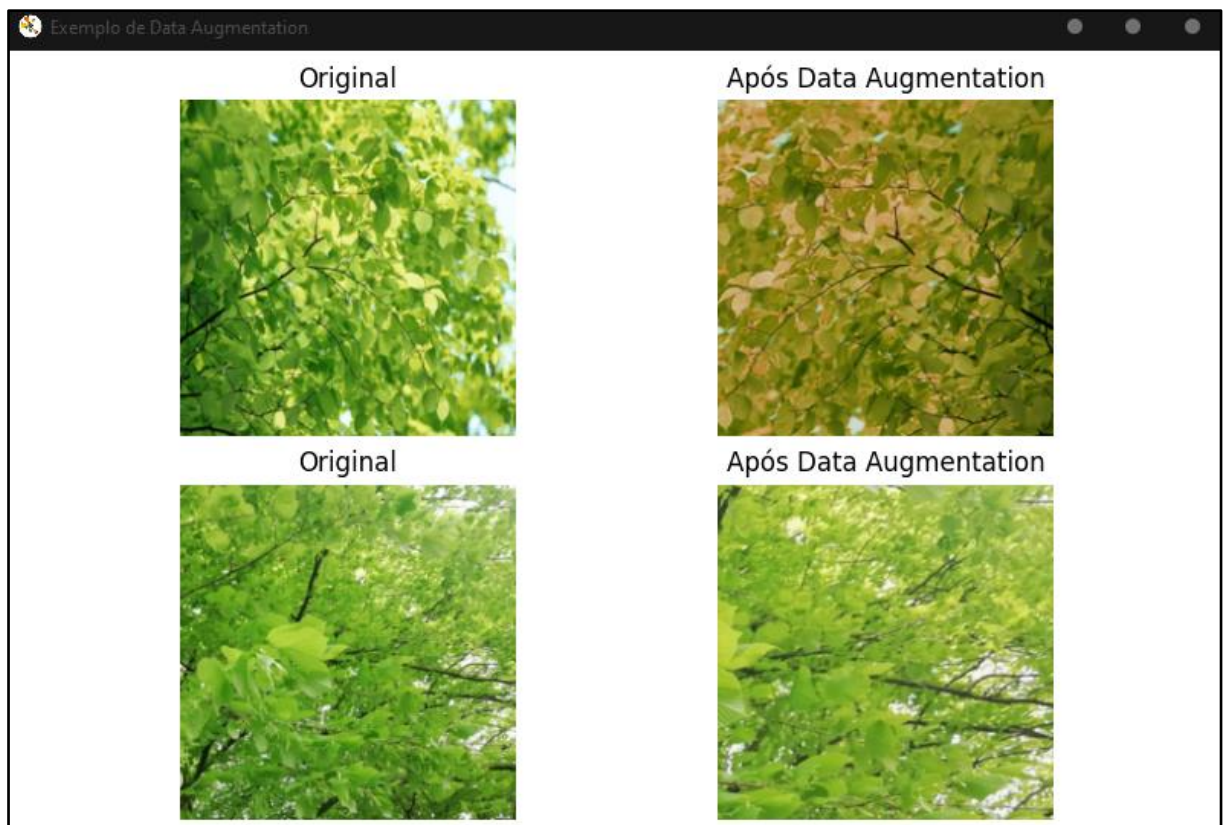 Exemplo de Data Augmentation
Original
Após Data Augmentation
Original
Após Data Augmentation